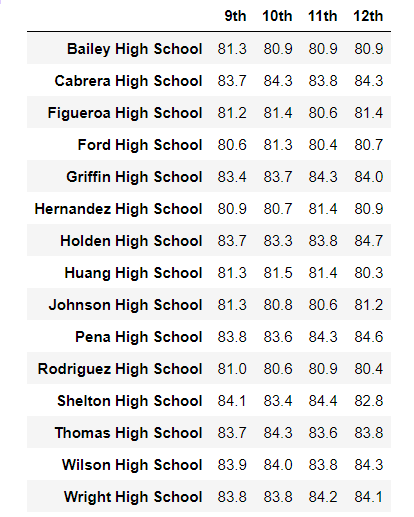 9th 10th 11th 12th
Bailey High School 81.3 80.9 80.9 80.9
Cabrera High School 83.7 84.3 83.8 84.3
Figueroa High School 81.2 81.4 80.6 81.4
Ford High School 80.6 81.3 80.4 80.7
Griffin High School 83.4 83.7 84.3 84.0
Hernandez High School 80.9 80.7 81.4 80.9
Holden High School 83.7 83.3 83.8 84.7
Huang High School 81.3 81.5 81.4 80.3
Johnson High School 81.3 80.8 80.6 81.2
Pena High School 83.8 83.6 84.3 84.6
Rodriguez High School 81.0 80.6 80.9 80.4
Shelton High School 84.1 83.4 84.4 82.8
Thomas High School 83.7 84.3 83.6 83.8
Wilson High School 83.9 84.0 83.8 84.3
Wright High School 83.8 83.8 84.2 84.1